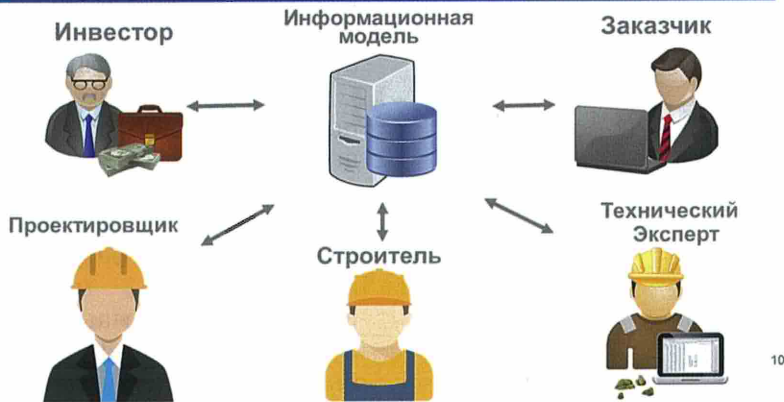 Инвестор
Информационная
модель
Заказчик
Проектировщик
Строитель
Технический
Эксперт
10